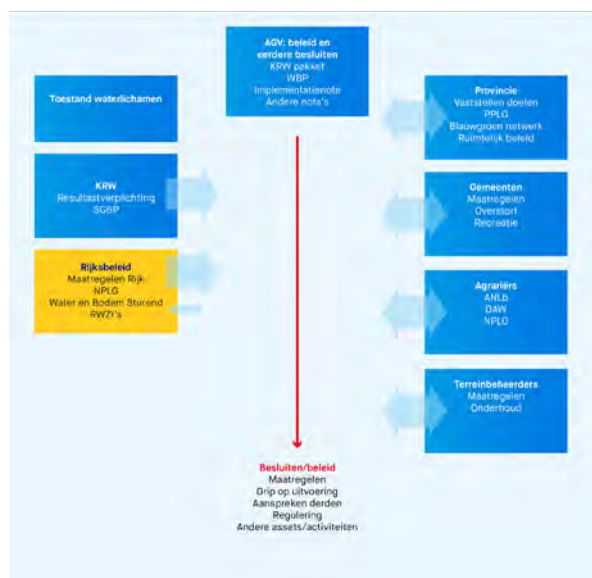 AGV: beleid en
eerdere besluiten
KRW pakket
WBP
Implementatienota
Andere nota's
Toestand waterlichamen
KRW
Resultaatverplichting
SGBP
Rijksbeleid
Maatregelen Rijk
NPLG
Water en Bodem Sturend
RWZI's
Provincie
Vaststellen doelen
PPLG
Blauwgroen netwerk
Ruimtelijk beleid
Gemeenten
Maatregelen
Overstort
Recreatie
Agrariërs
ANLb
DAW
NPLG
Terreinbeheerders
Maatregelen
Onderhoud
Besluiten/beleid
Maatregelen
Grip op uitvoering
Aanspreken derden
Regulering
Andere assets/activiteiten